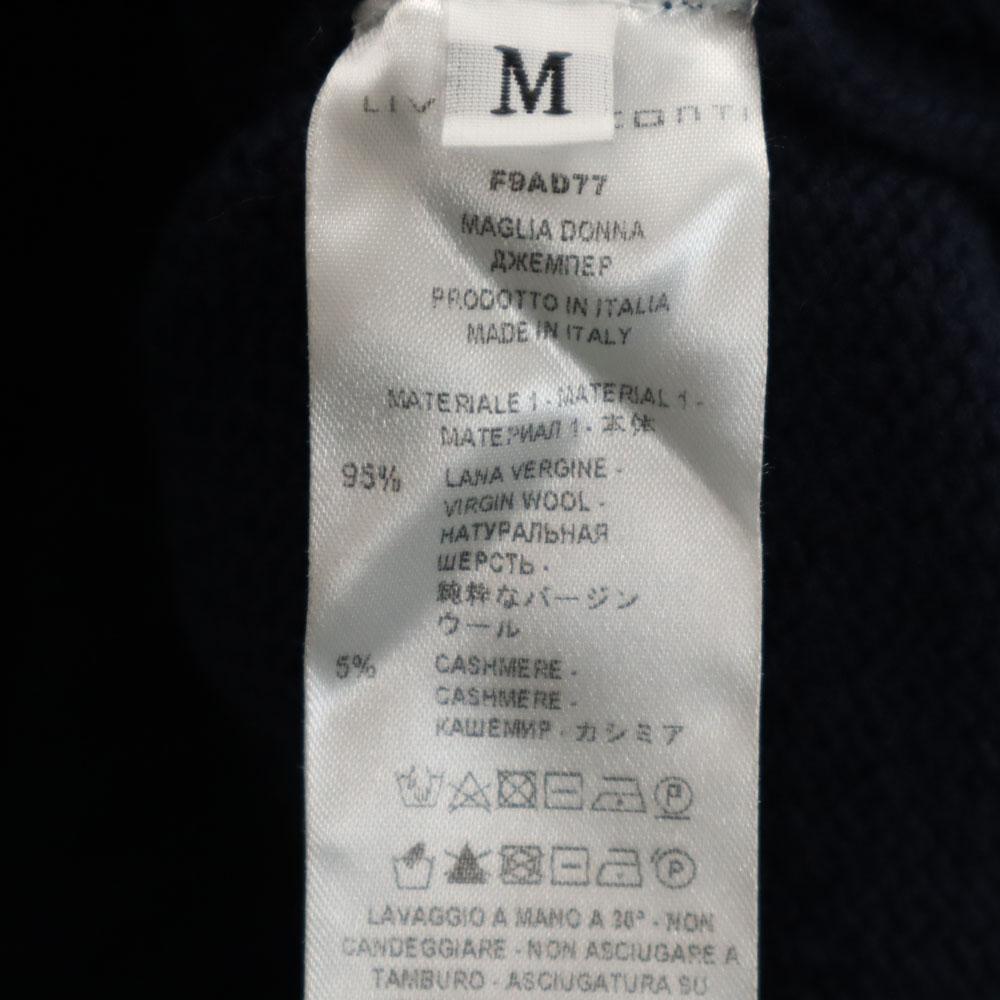 M
LIV CONTI
F9AD77
MAGLIA DONNA
ДЖЕМПЕР
PRODOTTO IN ITALIA
MADE IN ITALY
MATERIALE 1 - MATERIAL 1 -
МАТЕРИАЛ 1 - 本体
95% LANA VERGINE -
VIRGIN WOOL -
НАТУРАЛЬНАЯ
ШЕРСТЬ -
純粋なバージン
ウール
5% CASHMERE -
CASHMERE -
КАШЕМИР - カシミア
P
P
LAVAGGIO A MANO A 30° - NON
CANDEGGIARE - NON ASCIUGARE A
TAMBURO - ASCIUGATURA SU